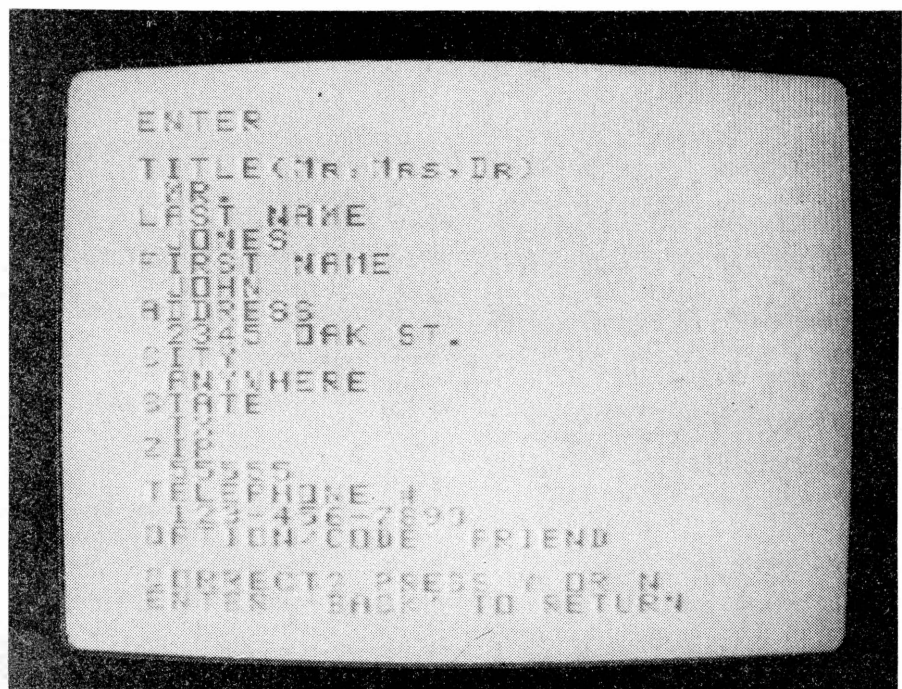 ENTER
TITLE(MR,MRS,DR)
MR.
LAST NAME
JONES
FIRST NAME
JOHN
ADDRESS
2345 OAK ST.
CITY
ANYWHERE
STATE
TX
ZIP
55555
TELEPHONE #
123-456-7890
OPTION/CODE FRIEND
CORRECT? PRESS Y OR N
ENTER 'BACK' TO RETURN